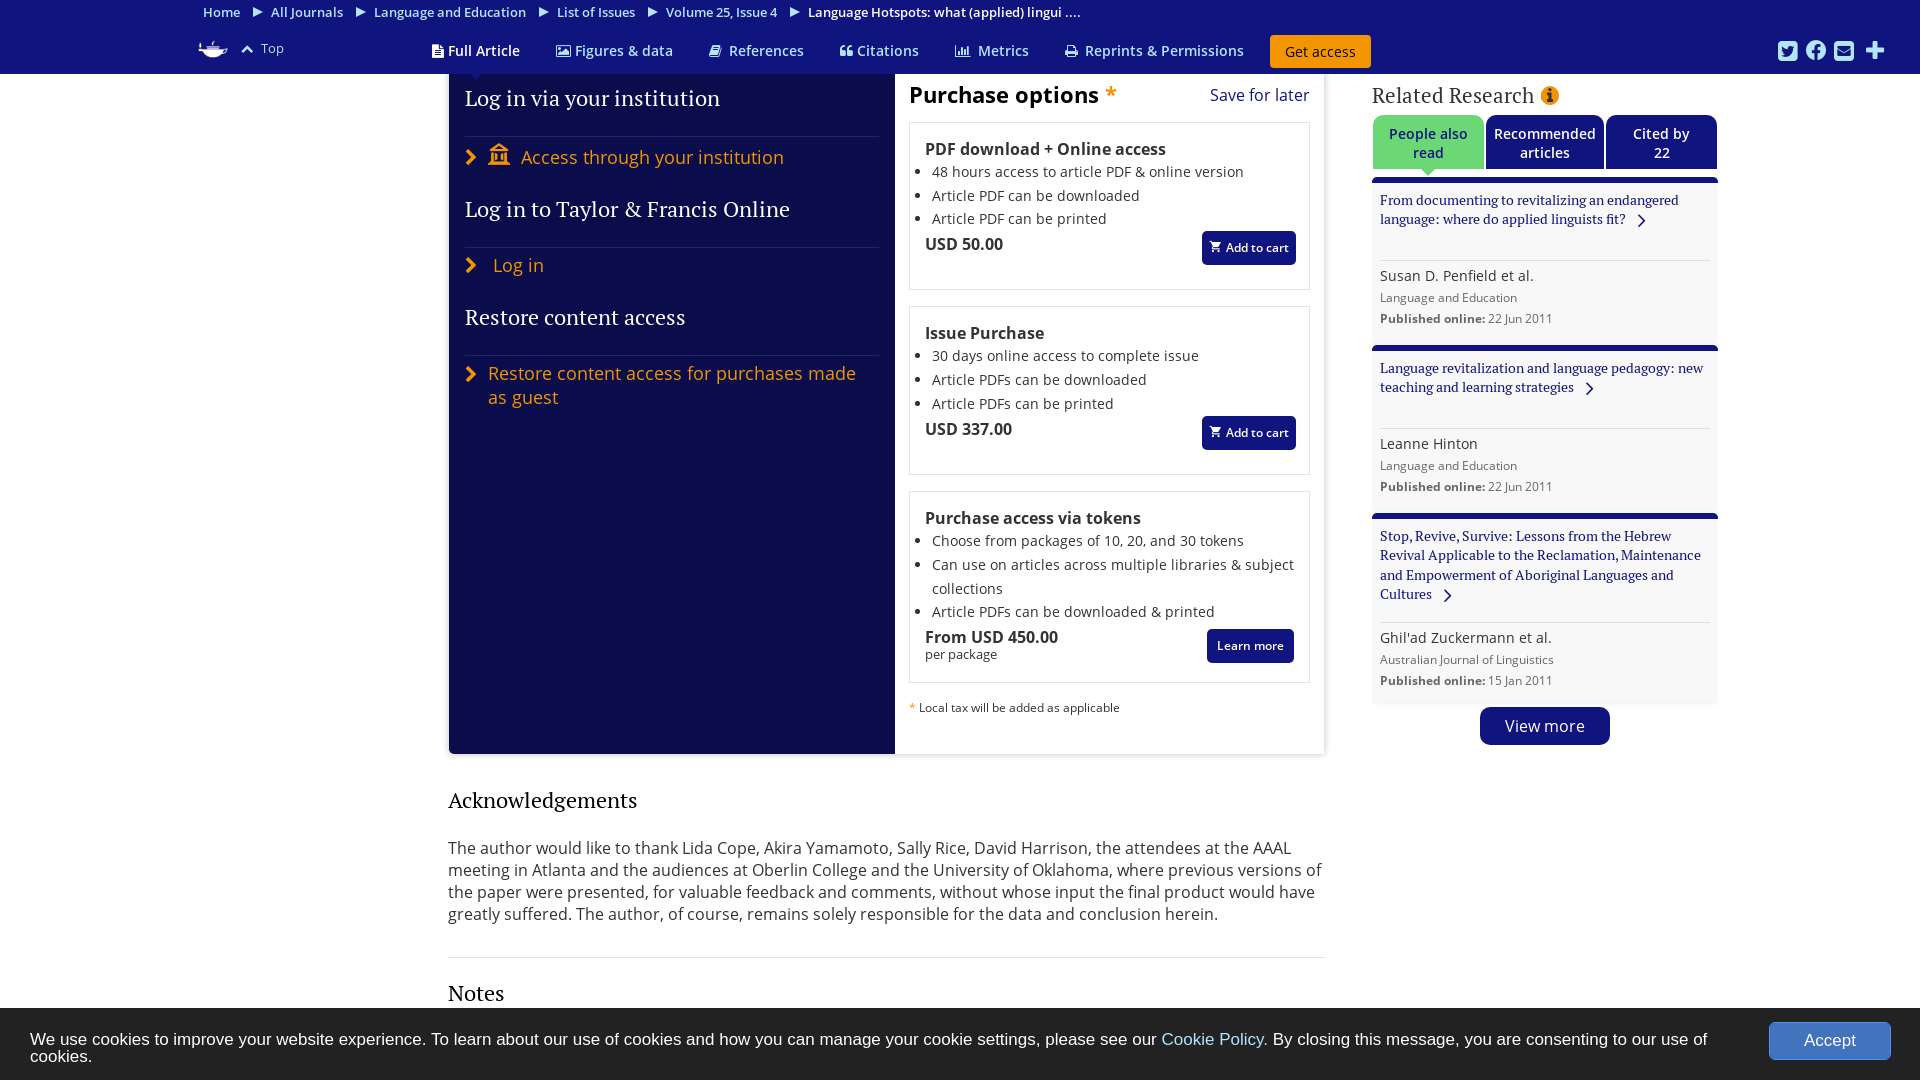 Home All Journals Language and Education List of Issues Volume 25, Issue 4 Language Hotspots: what (applied) lingui ....
Top Full Article Figures & data References Citations Metrics Reprints & Permissions Get access
Log in via your institution
Access through your institution
Log in to Taylor & Francis Online
Log in
Restore content access
Restore content access for purchases made
as guest
Purchase options *
Save for later
PDF download + Online access
48 hours access to article PDF & online version
Article PDF can be downloaded
Article PDF can be printed
USD 50.00
Add to cart
Issue Purchase
30 days online access to complete issue
Article PDFs can be downloaded
Article PDFs can be printed
USD 337.00
Add to cart
Purchase access via tokens
Choose from packages of 10, 20, and 30 tokens
Can use on articles across multiple libraries & subject
collections
Article PDFs can be downloaded & printed
From USD 450.00
per package
Learn more
* Local tax will be added as applicable
Related Research
People also
read
Recommended
articles
Cited by
22
From documenting to revitalizing an endangered
language: where do applied linguists fit?
Susan D. Penfield et al.
Language and Education
Published online: 22 Jun 2011
Language revitalization and language pedagogy: new
teaching and learning strategies
Leanne Hinton
Language and Education
Published online: 22 Jun 2011
Stop, Revive, Survive: Lessons from the Hebrew
Revival Applicable to the Reclamation, Maintenance
and Empowerment of Aboriginal Languages and
Cultures
Ghil'ad Zuckermann et al.
Australian Journal of Linguistics
Published online: 15 Jan 2011
View more
Acknowledgements
The author would like to thank Lida Cope, Akira Yamamoto, Sally Rice, David Harrison, the attendees at the AAAL
meeting in Atlanta and the audiences at Oberlin College and the University of Oklahoma, where previous versions of
the paper were presented, for valuable feedback and comments, without whose input the final product would have
greatly suffered. The author, of course, remains solely responsible for the data and conclusion herein.
Notes
We use cookies to improve your website experience. To learn about our use of cookies and how you can manage your cookie settings, please see our Cookie Policy. By closing this message, you are consenting to our use of
cookies.
Accept